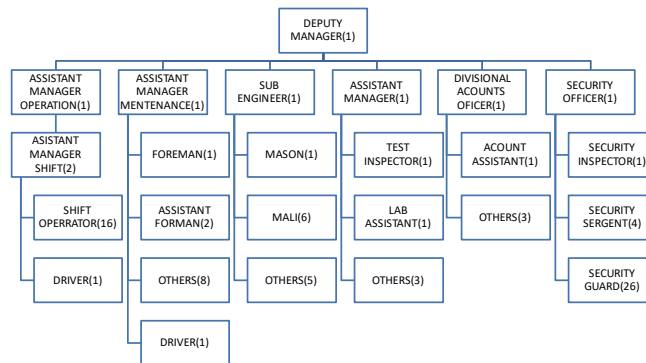 DEPUTY
MANAGER(1)
ASSISTANT
MANAGER
OPERATION(1)
ASSISTANT
MANAGER
MENTENANCE(1)
SUB
ENGINEER(1)
ASSISTANT
MANAGER(1)
DIVISIONAL
ACOUNTS
OFICER(1)
SECURITY
OFFICER(1)
ASISTANT
MANAGER
SHIFT(2)
FOREMAN(1)
MASON(1)
TEST
INSPECTOR(1)
ACOUNT
ASSISTANT(1)
SECURITY
INSPECTOR(1)
SHIFT
OPERRATOR(16)
ASSISTANT
FORMAN(2)
MALI(6)
LAB
ASSISTANT(1)
OTHERS(3)
SECURITY
SERGENT(4)
DRIVER(1)
OTHERS(8)
OTHERS(5)
OTHERS(3)
SECURITY
GUARD(26)
DRIVER(1)